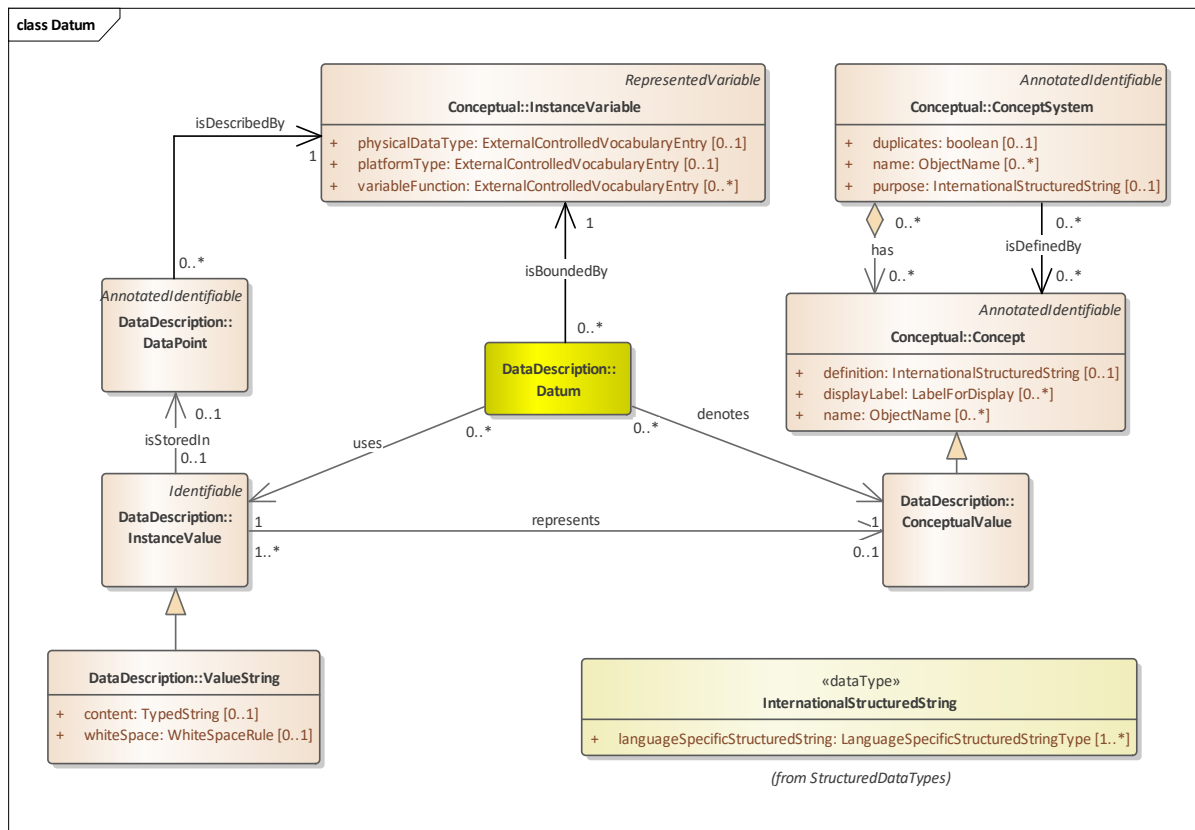 class Datum
RepresentedVariable
Conceptual::InstanceVariable
+ physicalDataType: ExternalControlledVocabularyEntry [0..1]
+ platformType: ExternalControlledVocabularyEntry [0..1]
+ variableFunction: ExternalControlledVocabularyEntry [0..*]
AnnotatedIdentifiable
Conceptual::ConceptSystem
+ duplicates: boolean [0..1]
+ name: ObjectName [0..*]
+ purpose: InternationalStructuredString [0..1]
isDescribedBy
1
0..*
1
isBoundedBy
0..*
0..*
has
0..*
0..*
isDefinedBy
0..*
AnnotatedIdentifiable
DataDescription::
DataPoint
AnnotatedIdentifiable
Conceptual::Concept
+ definition: InternationalStructuredString [0..1]
+ displayLabel: LabelForDisplay [0..*]
+ name: ObjectName [0..*]
DataDescription::
Datum
0..1
isStoredIn
0..1
0..*
uses
1
0..*
denotes
1
Identifiable
DataDescription::
InstanceValue
1..*
represents
0..1
DataDescription::
ConceptualValue
DataDescription::ValueString
+ content: TypedString [0..1]
+ whiteSpace: WhiteSpaceRule [0..1]
«dataType»
InternationalStructuredString
+ languageSpecificStructuredString: LanguageSpecificStructuredStringType [1..*]
(from StructuredDataTypes)